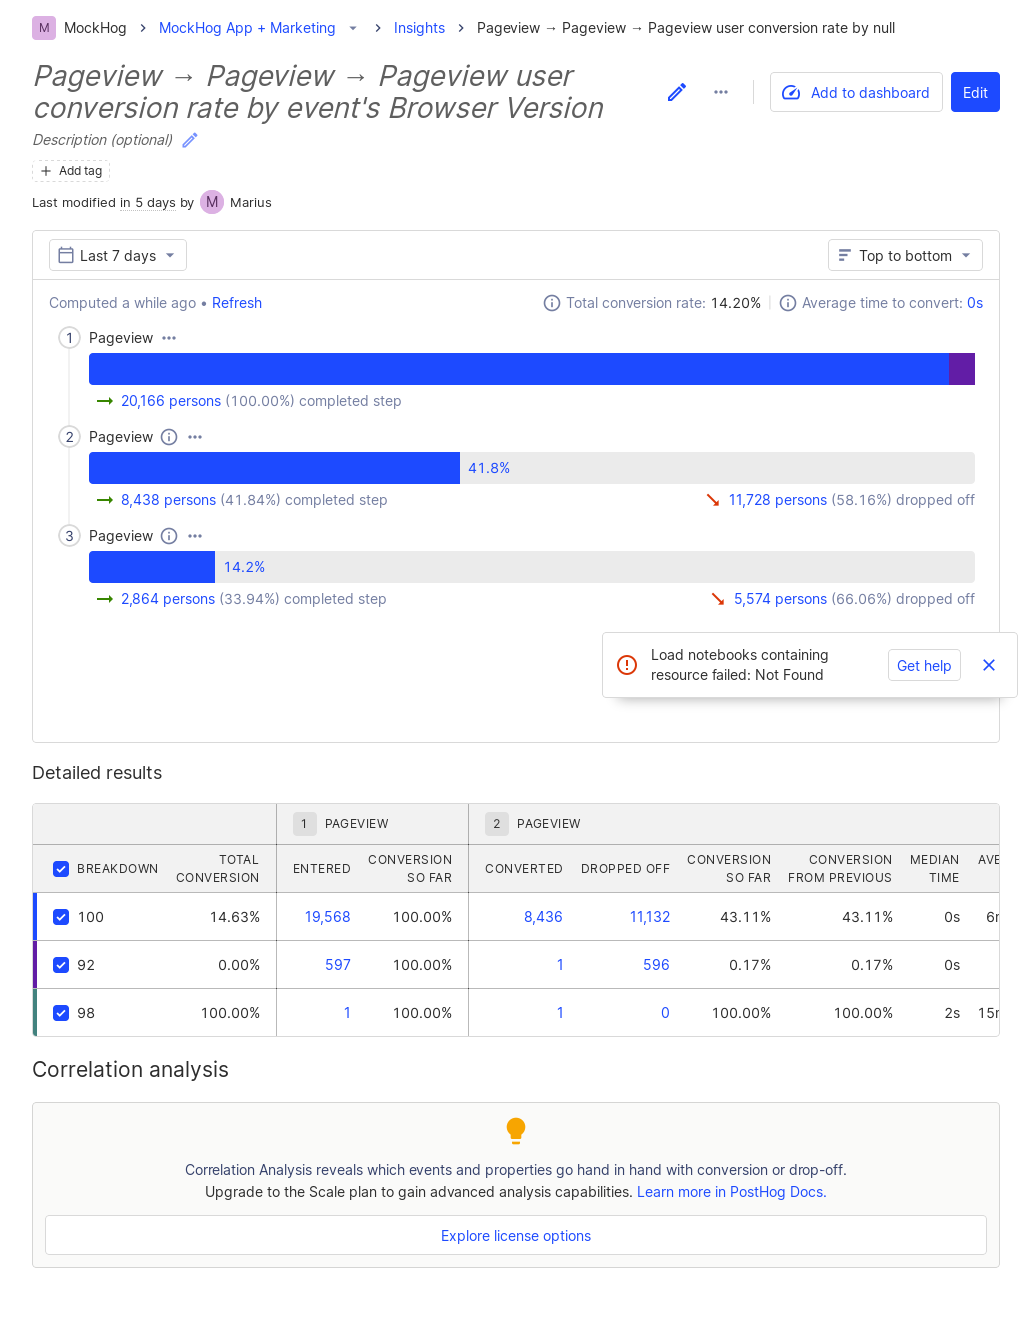 M MockHog MockHog App + Marketing Insights Pageview → Pageview → Pageview user conversion rate by null
Pageview → Pageview → Pageview user
conversion rate by event's Browser Version
Add to dashboard
Edit
Description (optional)
Add tag
Last modified in 5 days by M Marius
Last 7 days
Top to bottom
Computed a while ago • Refresh
Total conversion rate: 14.20%
Average time to convert: 0s
1 Pageview
20,166 persons (100.00%) completed step
2 Pageview
41.8%
8,438 persons (41.84%) completed step
11,728 persons (58.16%) dropped off
3 Pageview
14.2%
2,864 persons (33.94%) completed step
5,574 persons (66.06%) dropped off
Load notebooks containing
resource failed: Not Found
Get help
Detailed results
1 PAGEVIEW
2 PAGEVIEW
BREAKDOWN
TOTAL
CONVERSION
ENTERED
CONVERSION
SO FAR
CONVERTED
DROPPED OFF
CONVERSION
SO FAR
CONVERSION
FROM PREVIOUS
MEDIAN
TIME
100 14.63% 19,568 100.00% 8,436 11,132 43.11% 43.11% 0s
92 0.00% 597 100.00% 1 596 0.17% 0.17% 0s
98 100.00% 1 100.00% 1 0 100.00% 100.00% 2s
Correlation analysis
Correlation Analysis reveals which events and properties go hand in hand with conversion or drop-off.
Upgrade to the Scale plan to gain advanced analysis capabilities. Learn more in PostHog Docs.
Explore license options